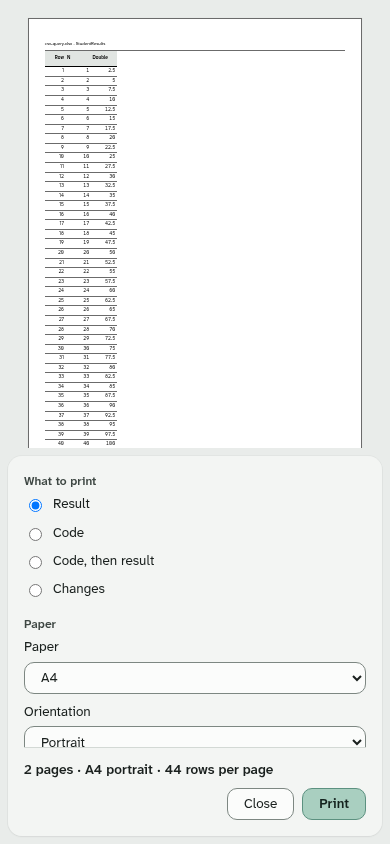 StudentResults
Row N Double
1 1 2.5
2 2 5
3 3 7.5
4 4 10
5 5 12.5
6 6 15
7 7 17.5
8 8 20
9 9 22.5
10 10 25
11 11 27.5
12 12 30
13 13 32.5
14 14 35
15 15 37.5
16 16 40
17 17 42.5
18 18 45
19 19 47.5
20 20 50
21 21 52.5
22 22 55
23 23 57.5
24 24 60
25 25 62.5
26 26 65
27 27 67.5
28 28 70
29 29 72.5
30 30 75
31 31 77.5
32 32 80
33 33 82.5
34 34 85
35 35 87.5
36 36 90
37 37 92.5
38 38 95
39 39 97.5
40 40 100
What to print
Result
Code
Code, then result
Changes
Paper
Paper
A4
Orientation
Portrait
2 pages · A4 portrait · 44 rows per page
Close
Print